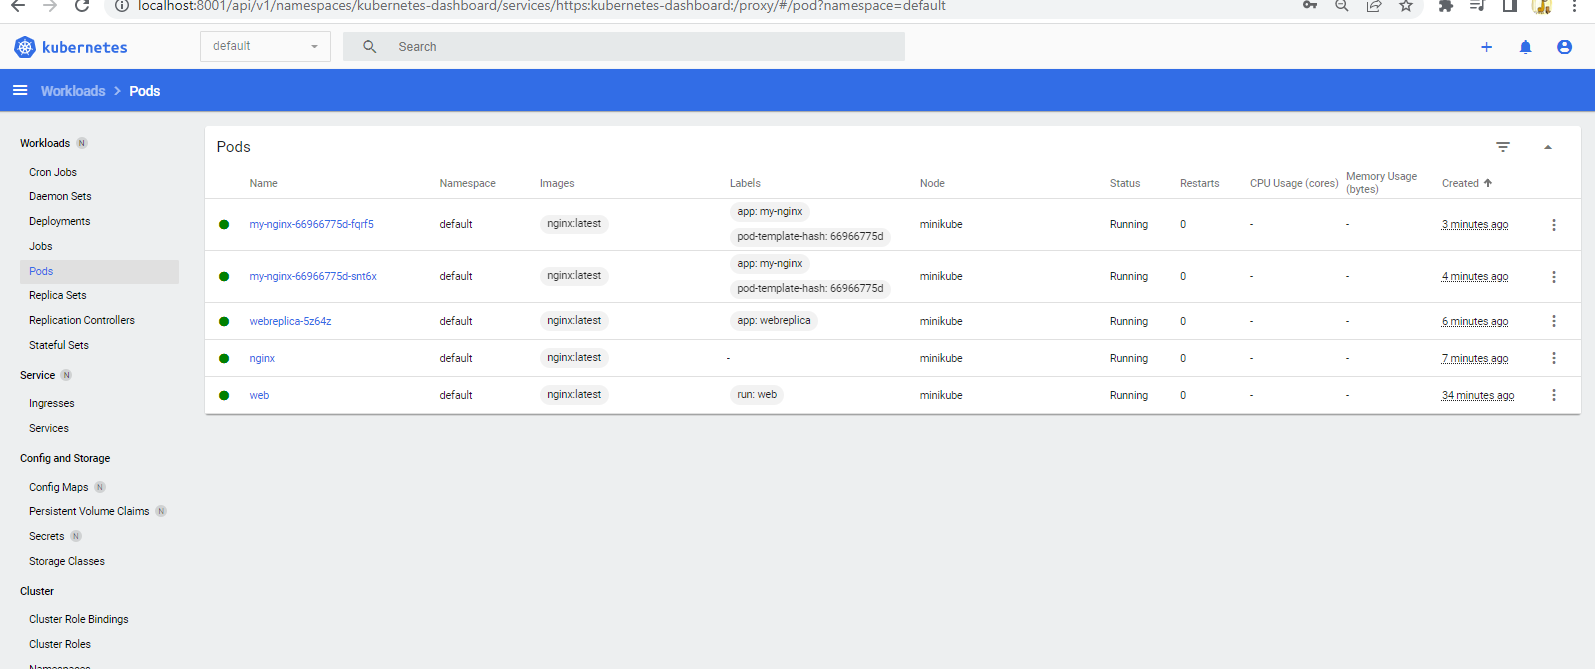 localhost:8001/api/v1/namespaces/kubernetes-dashboard/services/https:kubernetes-dashboard:/proxy/#/pod?namespace=default
kubernetes
default
Search
Workloads > Pods
Workloads N
Cron Jobs
Daemon Sets
Deployments
Jobs
Pods
Replica Sets
Replication Controllers
Stateful Sets
Service N
Ingresses
Services
Config and Storage
Config Maps N
Persistent Volume Claims N
Secrets N
Storage Classes
Cluster
Cluster Role Bindings
Cluster Roles
Namespaces
Pods
Name Namespace Images Labels Node Status Restarts CPU Usage (cores) Memory Usage (bytes) Created
my-nginx-66966775d-fqrf5 default nginx:latest app: my-nginx pod-template-hash: 66966775d minikube Running 0 - - 3 minutes ago
my-nginx-66966775d-snt6x default nginx:latest app: my-nginx pod-template-hash: 66966775d minikube Running 0 - - 4 minutes ago
webreplica-5z64z default nginx:latest app: webreplica minikube Running 0 - - 6 minutes ago
nginx default nginx:latest - minikube Running 0 - - 7 minutes ago
web default nginx:latest run: web minikube Running 0 - - 34 minutes ago